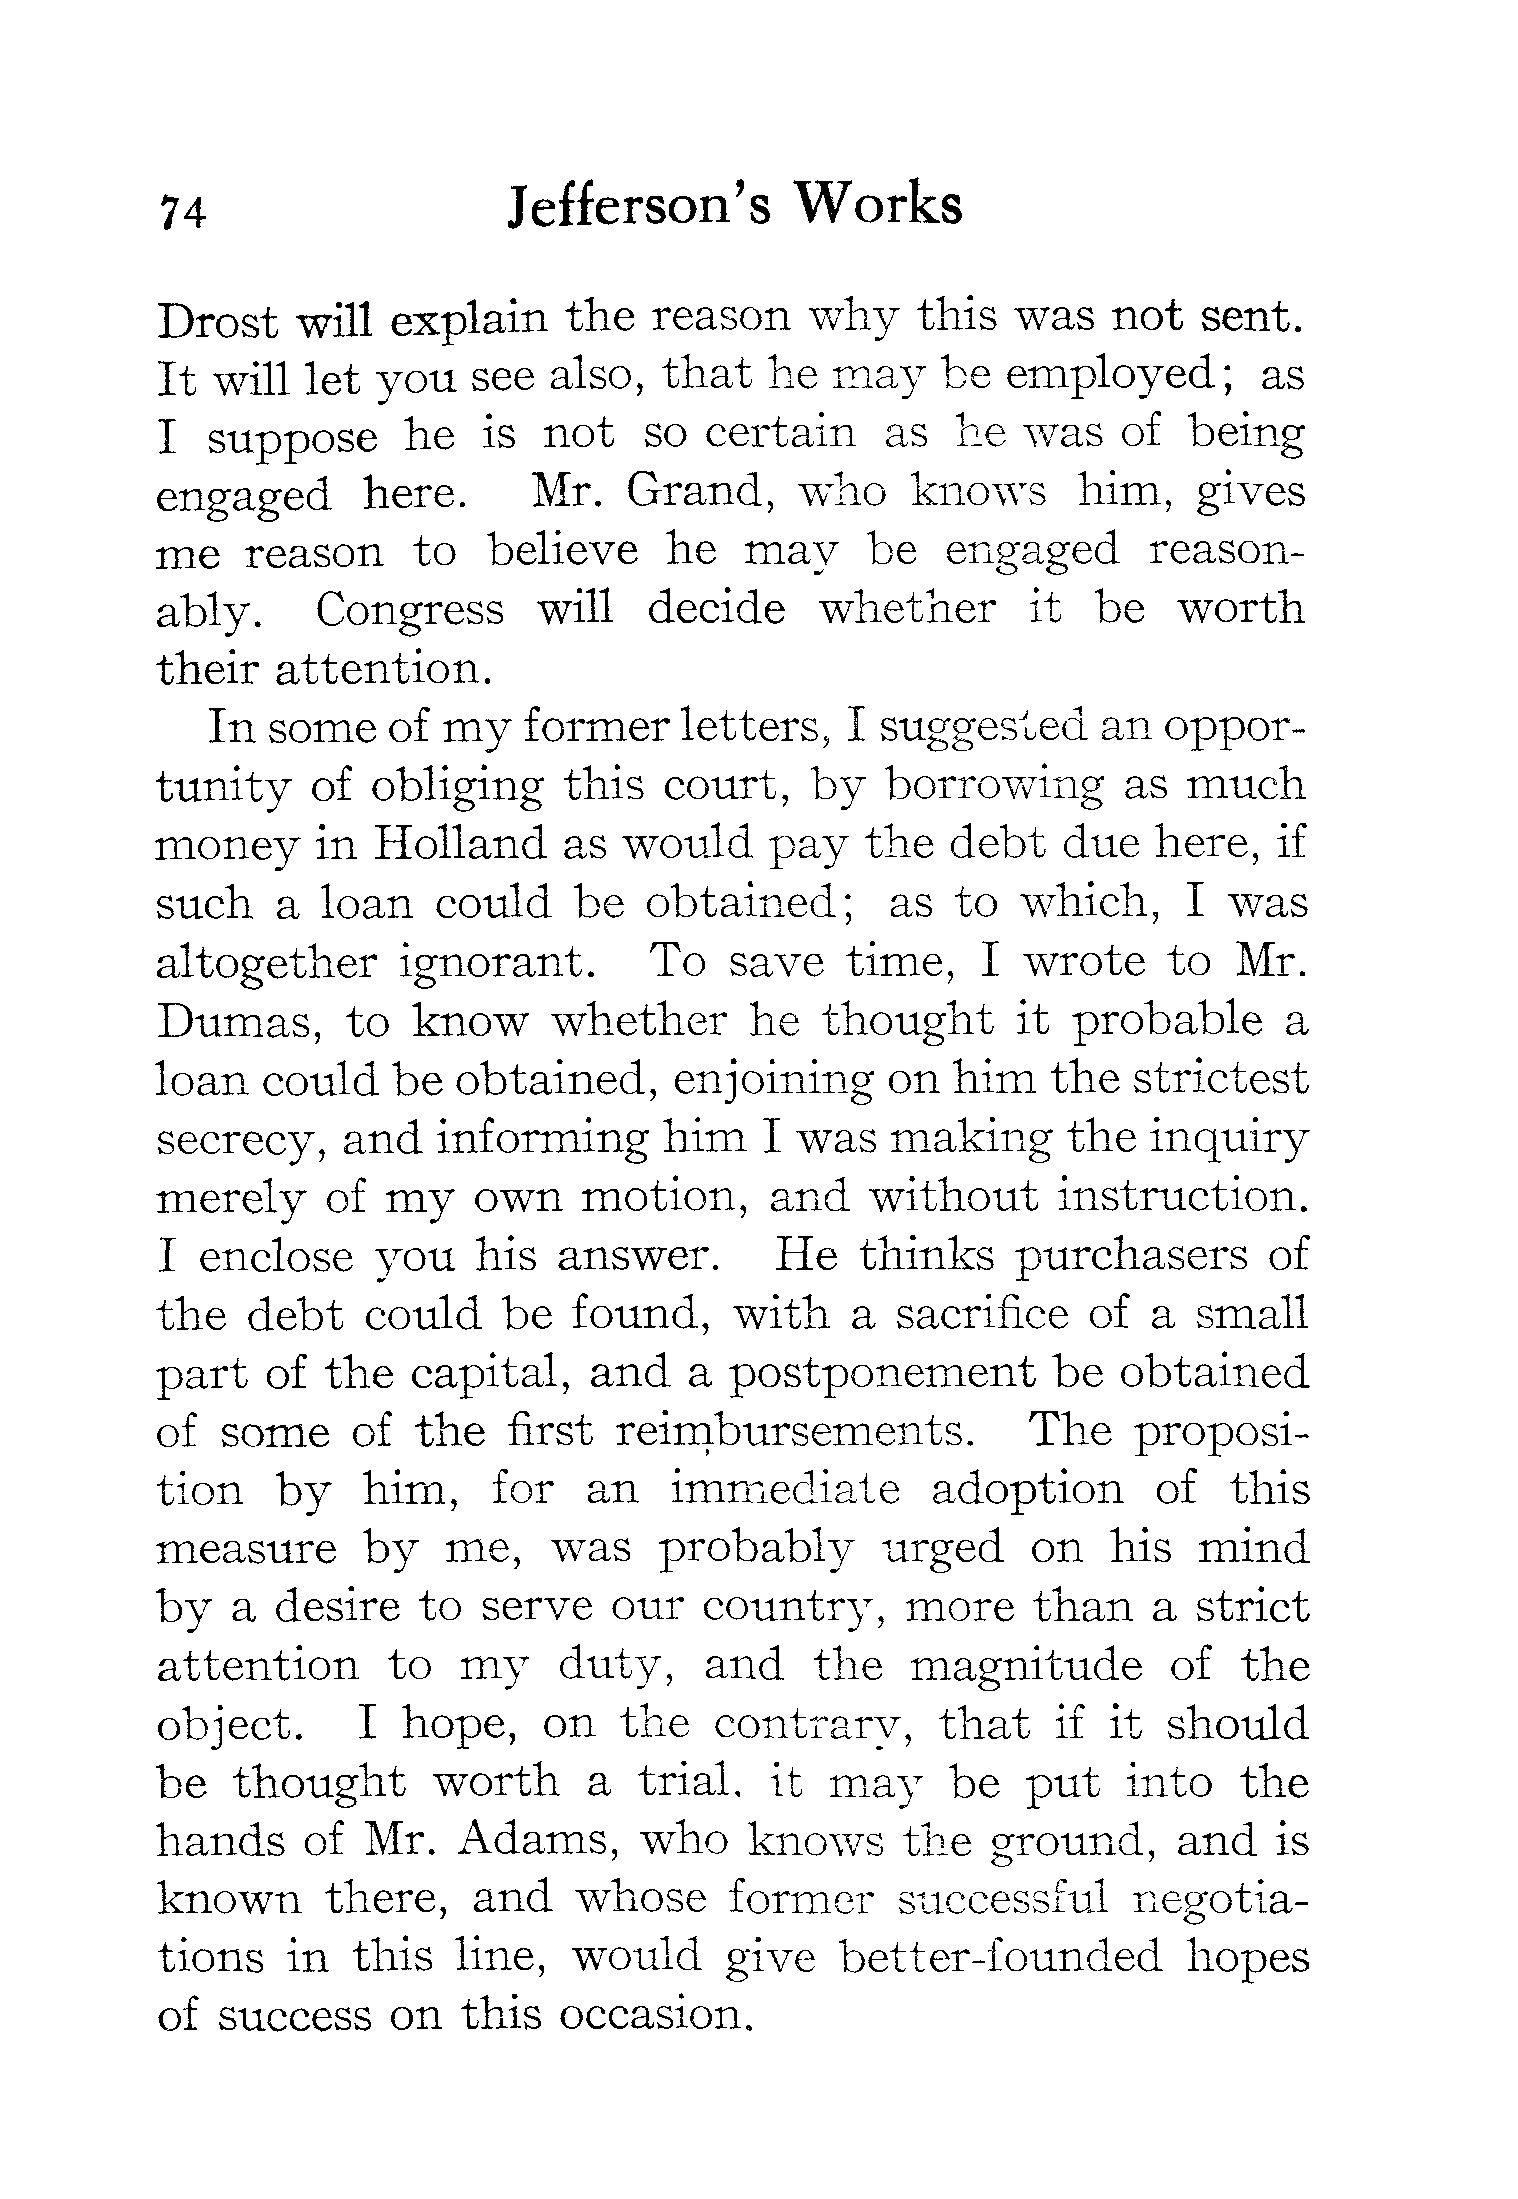 74 Jefferson's Works
Drost will explain the reason why this was not sent.
It will let you see also, that he may be employed; as
I suppose he is not so certain as he was of being
engaged here. Mr. Grand, who knows him, gives
me reason to believe he may be engaged reason-
ably. Congress will decide whether it be worth
their attention.
In some of my former letters, I suggested an oppor-
tunity of obliging this court, by borrowing as much
money in Holland as would pay the debt due here, if
such a loan could be obtained; as to which, I was
altogether ignorant. To save time, I wrote to Mr.
Dumas, to know whether he thought it probable a
loan could be obtained, enjoining on him the strictest
secrecy, and informing him I was making the inquiry
merely of my own motion, and without instruction.
I enclose you his answer. He thinks purchasers of
the debt could be found, with a sacrifice of a small
part of the capital, and a postponement be obtained
of some of the first reimbursements. The proposi-
tion by him, for an immediate adoption of this
measure by me, was probably urged on his mind
by a desire to serve our country, more than a strict
attention to my duty, and the magnitude of the
object. I hope, on the contrary, that if it should
be thought worth a trial, it may be put into the
hands of Mr. Adams, who knows the ground, and is
known there, and whose former successful negotia-
tions in this line, would give better-founded hopes
of success on this occasion.